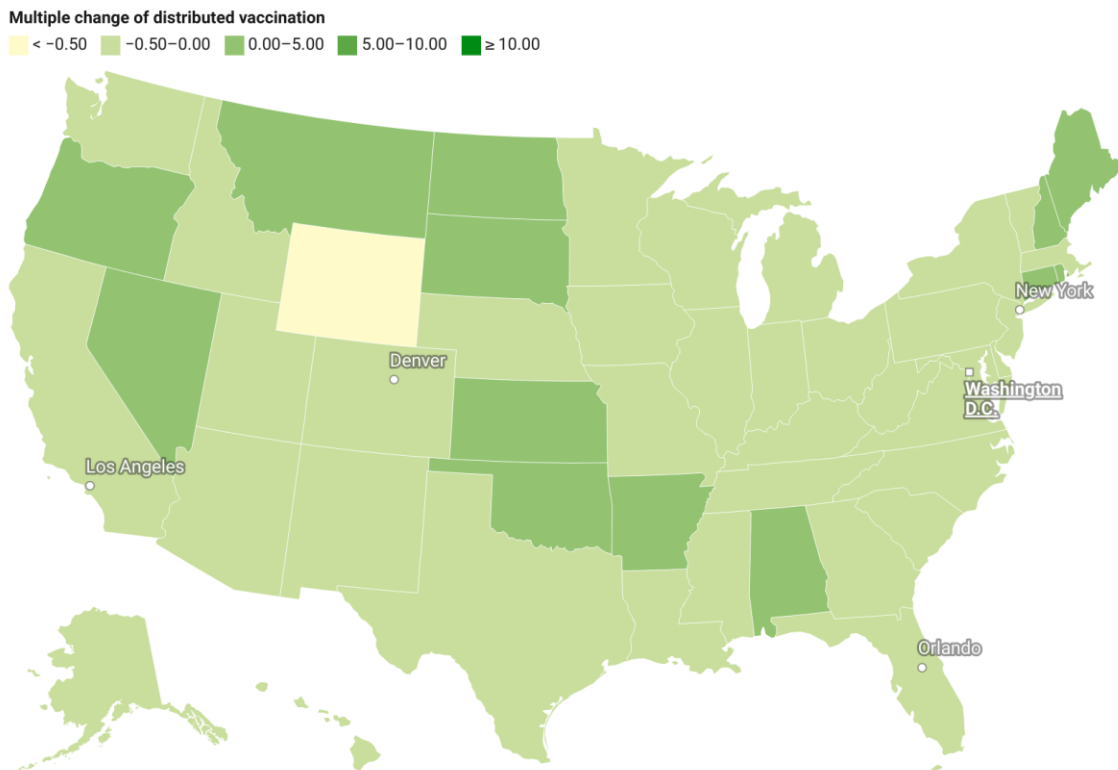 Multiple change of distributed vaccination
< −0.50 −0.50–0.00 0.00–5.00 5.00–10.00 ≥ 10.00
New York
Denver
Washington
D.C.
Los Angeles
Orlando